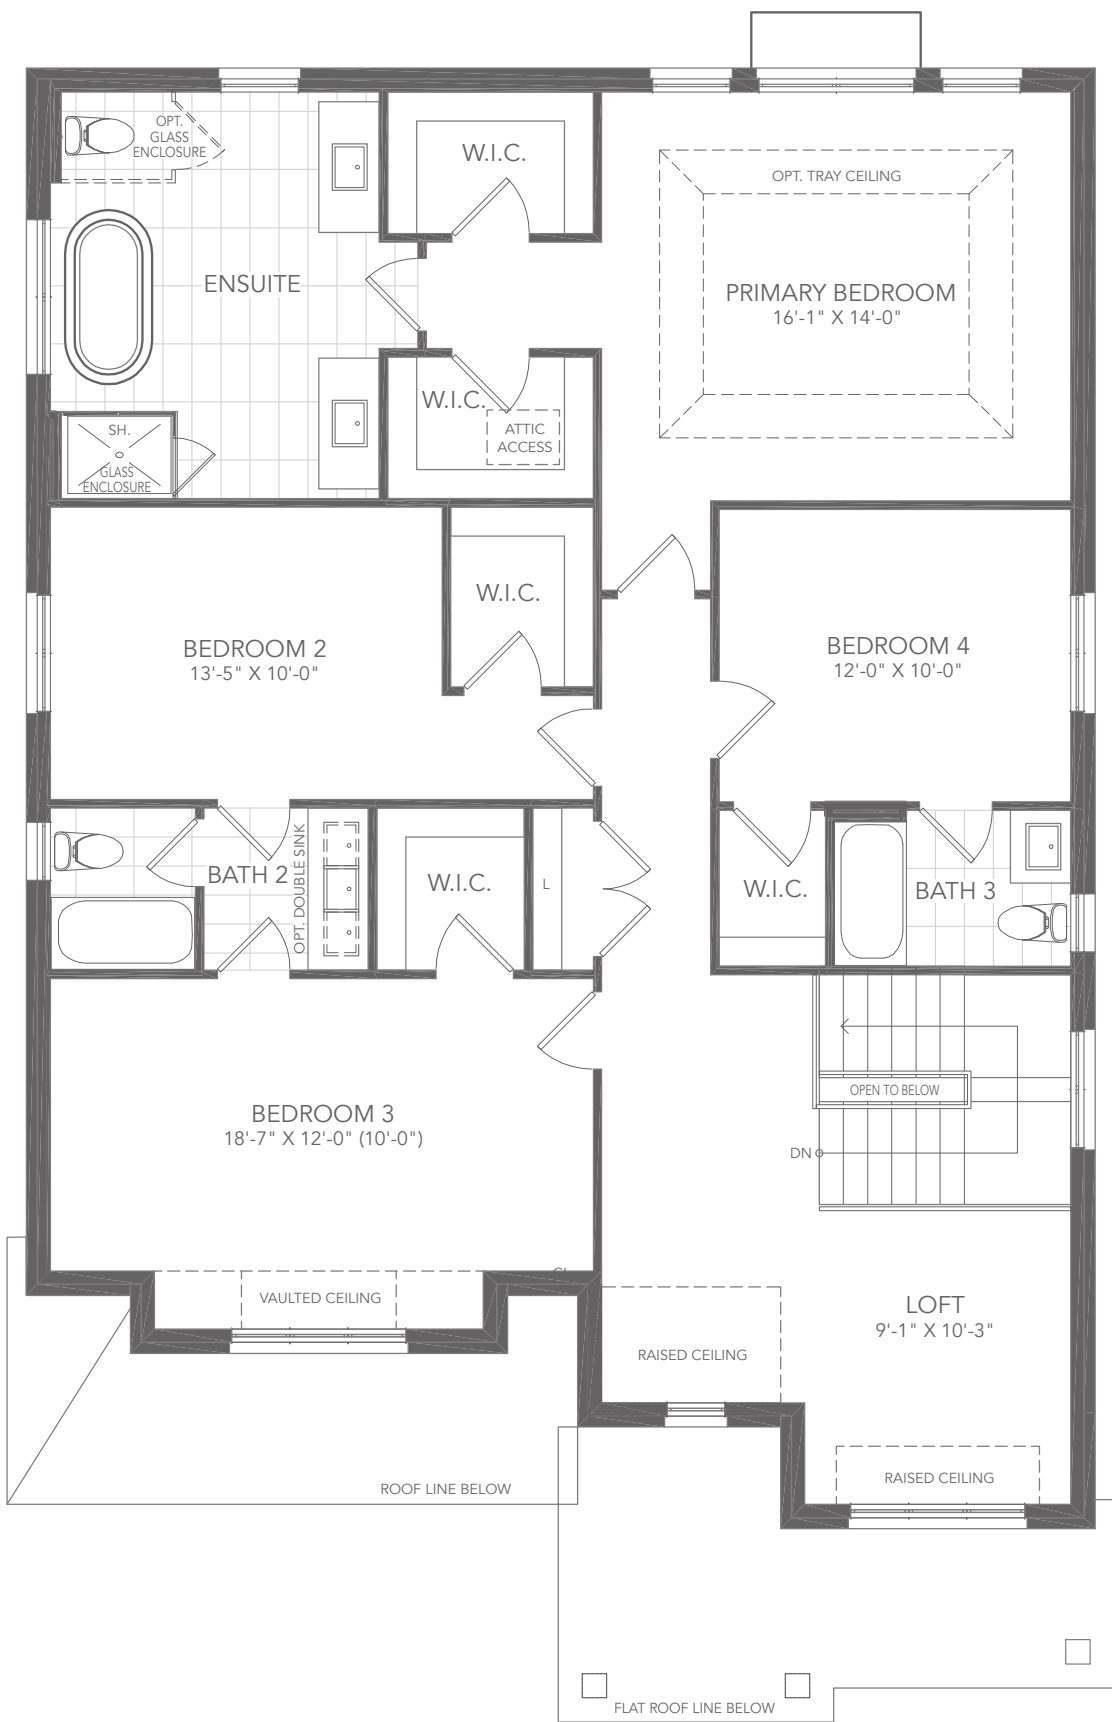 OPT.
GLASS
ENCLOSURE
W.I.C.
OPT. TRAY CEILING
ENSUITE
PRIMARY BEDROOM
16'-1" X 14'-0"
W.I.C.
ATTIC
ACCESS
SH.
GLASS
ENCLOSURE
W.I.C.
BEDROOM 2
13'-5" X 10'-0"
BEDROOM 4
12'-0" X 10'-0"
BATH 2
OPT. DOUBLE SINK
W.I.C.
L
W.I.C.
BATH 3
OPEN TO BELOW
BEDROOM 3
18'-7" X 12'-0" (10'-0")
DN
VAULTED CEILING
LOFT
9'-1" X 10'-3"
RAISED CEILING
RAISED CEILING
ROOF LINE BELOW
FLAT ROOF LINE BELOW